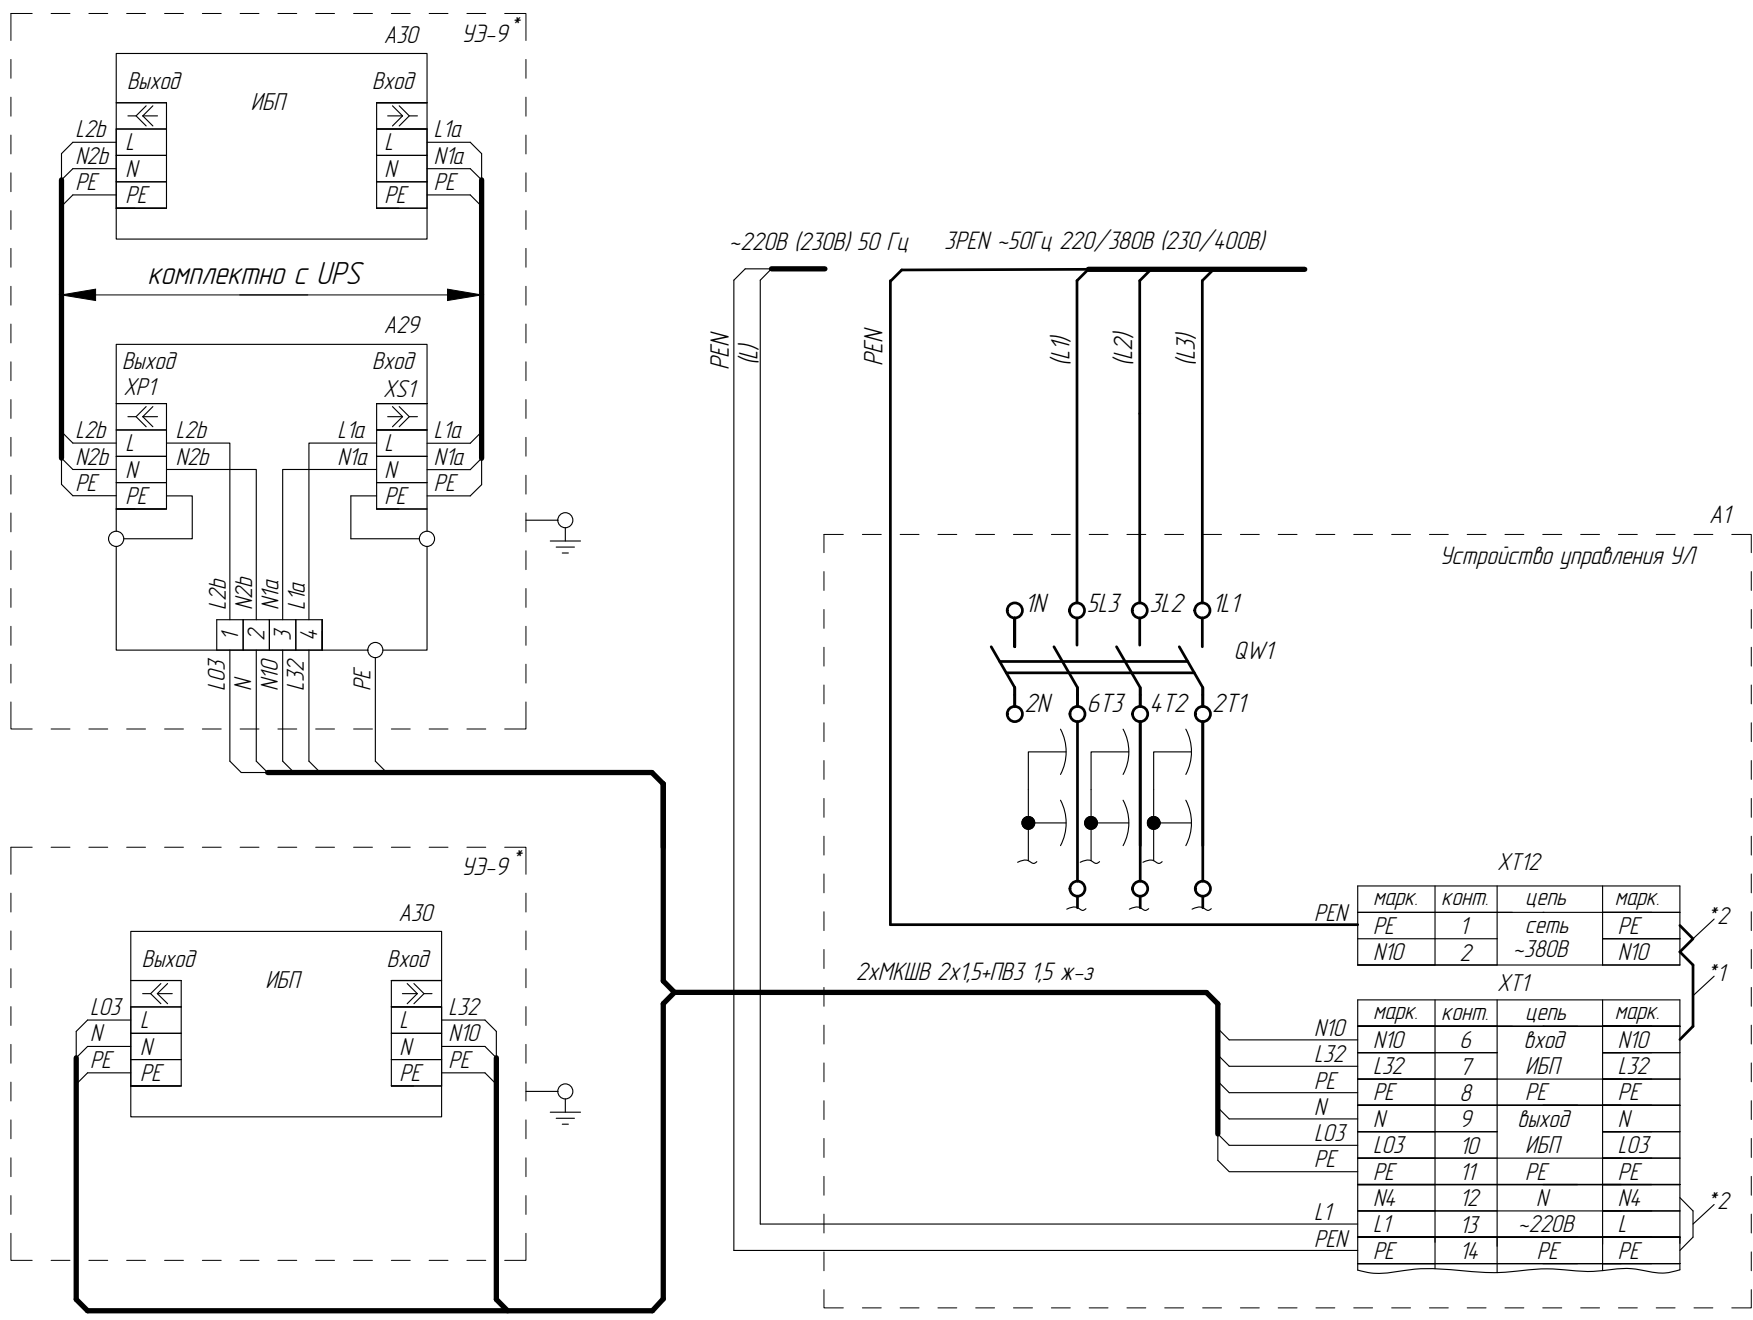 УЭ-9*
А30
Выход
ИБП
Вход
L2b
L
L
L1a
N2b
N
N
N1a
PE
PE
PE
PE
комплектно с UPS
А29
Выход
XP1
Вход
XS1
L2b
L
L2b
L1a
L
L1a
N2b
N
N2b
N1a
N
N1a
PE
PE
PE
PE
L2b
N2b
N1a
L1a
1
2
3
4
L03
N
N10
L32
PE
УЭ-9*
А30
Выход
ИБП
Вход
L03
L
L
L32
N
N
N
N10
PE
PE
PE
PE
~220В (230В) 50 Гц
3PEN ~50Гц 220/380В (230/400В)
PEN
(L)
PEN
(L1)
(L2)
(L3)
А1
Устройство управления УЛ
1N
5L3
3L2
1L1
QW1
2N
6T3
4T2
2T1
2хМКШВ 2х1,5+ПВ3 1,5 ж-з
XT12
марк. конт. цепь марк.
PEN PE 1 сеть PE
N10 2 ~380В N10
*2
*1
XT1
марк. конт. цепь марк.
N10 N10 6 вход N10
L32 L32 7 ИБП L32
PE PE 8 PE PE
N N 9 выход N
L03 L03 10 ИБП L03
PE PE 11 PE PE
N4 12 N N4
L1 L1 13 ~220В L
PEN PE 14 PE PE
*2